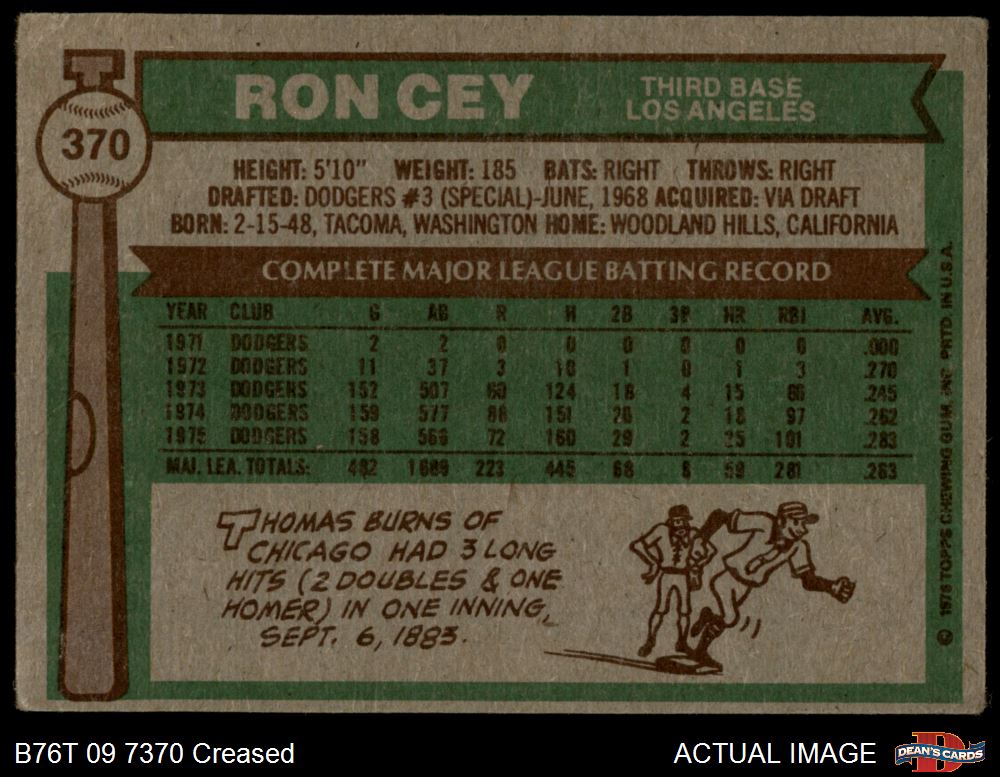 370
RON CEY
THIRD BASE
LOS ANGELES
HEIGHT: 5'10" WEIGHT: 185 BATS: RIGHT THROWS: RIGHT
DRAFTED: DODGERS #3 (SPECIAL)-JUNE, 1968 ACQUIRED: VIA DRAFT
BORN: 2-15-48, TACOMA, WASHINGTON HOME: WOODLAND HILLS, CALIFORNIA
COMPLETE MAJOR LEAGUE BATTING RECORD
YEAR CLUB G AB R H 2B 3B HR RBI AVG.
1971 DODGERS 2 2 0 0 0 0 0 0 .000
1972 DODGERS 11 37 3 10 1 0 1 3 .270
1973 DODGERS 152 507 60 124 18 4 15 80 .245
1974 DODGERS 159 577 88 151 20 2 18 97 .262
1975 DODGERS 158 566 72 160 29 2 25 101 .283
MAJ. LEA. TOTALS: 482 1689 223 445 68 8 59 281 .263
THOMAS BURNS OF
CHICAGO HAD 3 LONG
HITS (2 DOUBLES & ONE
HOMER) IN ONE INNING,
SEPT. 6, 1883.
© 1976 TOPPS CHEWING GUM, INC. PRTD. IN U.S.A.
B76T 09 7370 Creased
ACTUAL IMAGE
DEAN'S CARDS